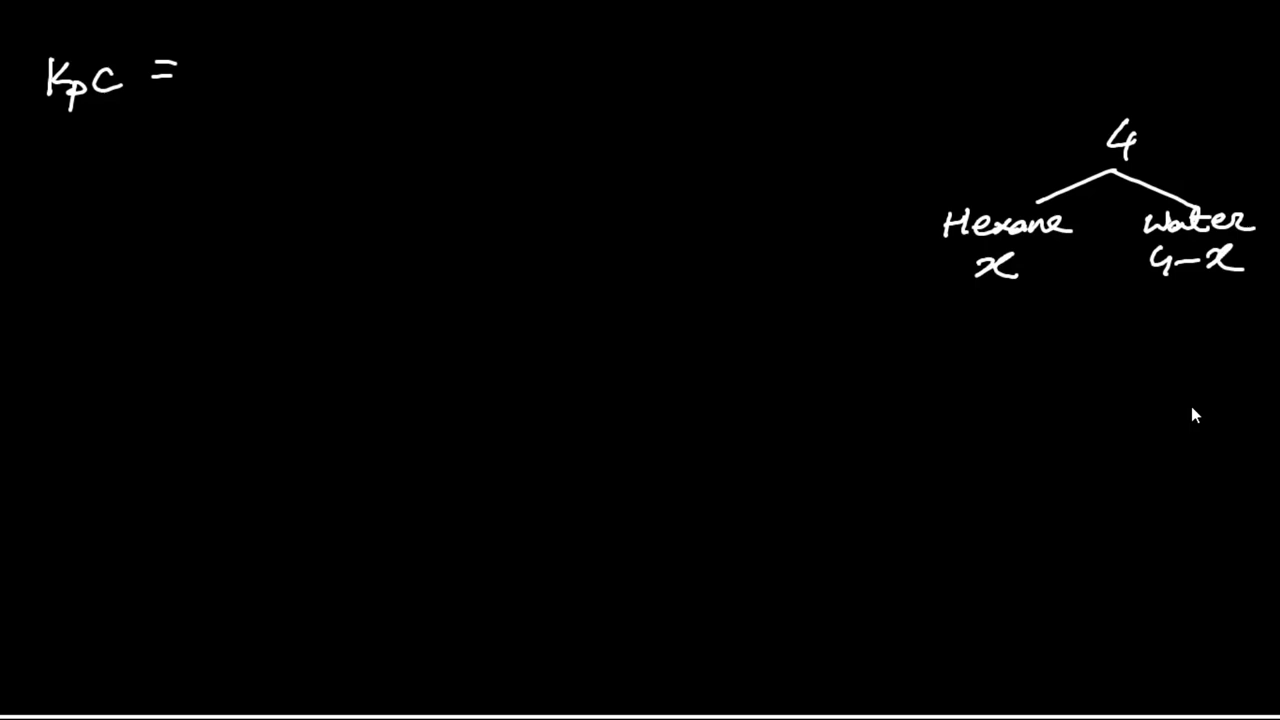 Kpc =
4
Hexane Water
x 4-x